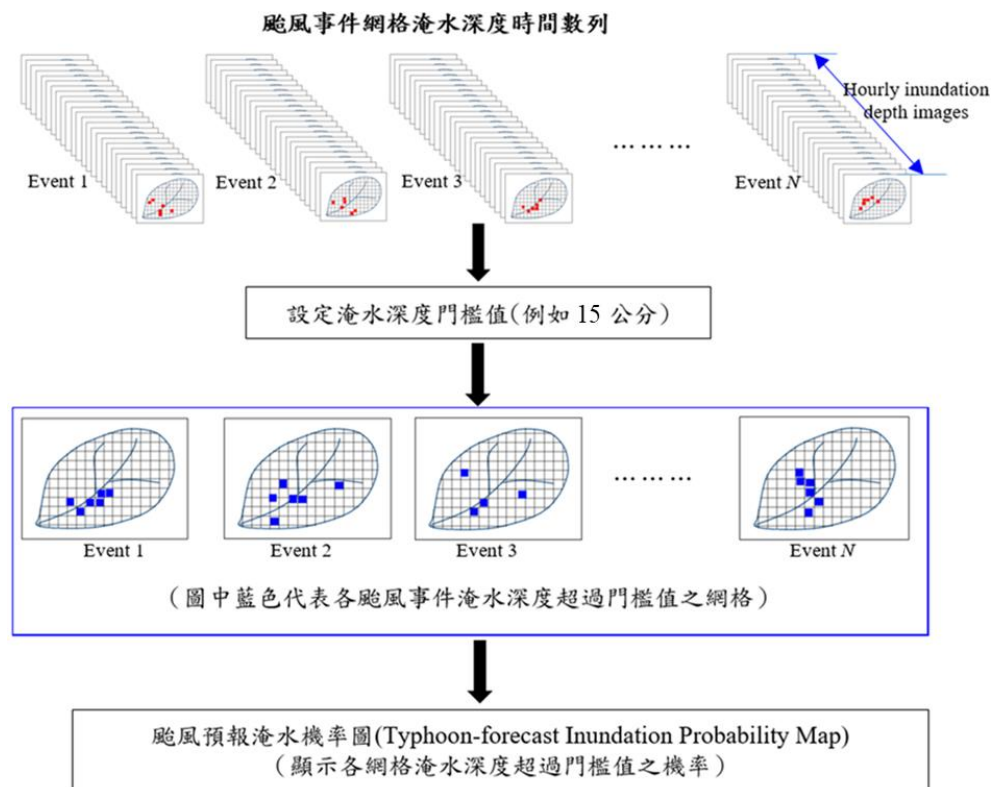 颱風事件網格淹水深度時間數列
Hourly inundation
depth images
Event 1
Event 2
Event 3
………
Event N
設定淹水深度門檻值(例如 15 公分)
………
Event 1
Event 2
Event 3
Event N
(圖中藍色代表各颱風事件淹水深度超過門檻值之網格)
颱風預報淹水機率圖(Typhoon-forecast Inundation Probability Map)
(顯示各網格淹水深度超過門檻值之機率)